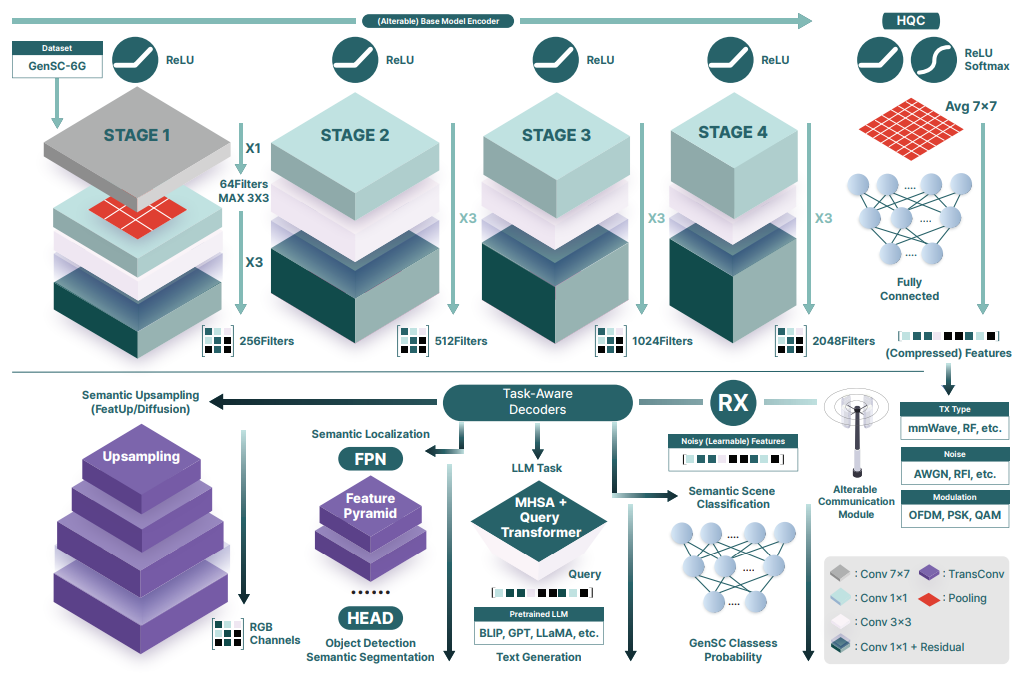 (Alterable) Base Model Encoder
HQC
Dataset
GenSC-6G
ReLU
ReLU
ReLU
ReLU
ReLU
Softmax
STAGE 1
STAGE 2
STAGE 3
STAGE 4
Avg 7×7
X1
64Filters
MAX 3X3
X3
X3
X3
X3
....
....
....
Fully
Connected
256Filters
512Filters
1024Filters
2048Filters
(Compressed) Features
Semantic Upsampling
(FeatUp/Diffusion)
Task-Aware
Decoders
RX
TX Type
mmWave, RF, etc.
Noise
AWGN, RFI, etc.
Modulation
OFDM, PSK, QAM
Alterable
Communication
Module
Upsampling
RGB
Channels
Semantic Localization
FPN
Feature
Pyramid
......
HEAD
Object Detection
Semantic Segmentation
LLM Task
MHSA +
Query
Transformer
Query
Pretrained LLM
BLIP, GPT, LLaMA, etc.
Text Generation
Noisy (Learnable) Features
Semantic Scene
Classification
....
....
....
GenSC Classess
Probability
: Conv 7×7
: TransConv
: Conv 1×1
: Pooling
: Conv 3×3
: Conv 1×1 + Residual